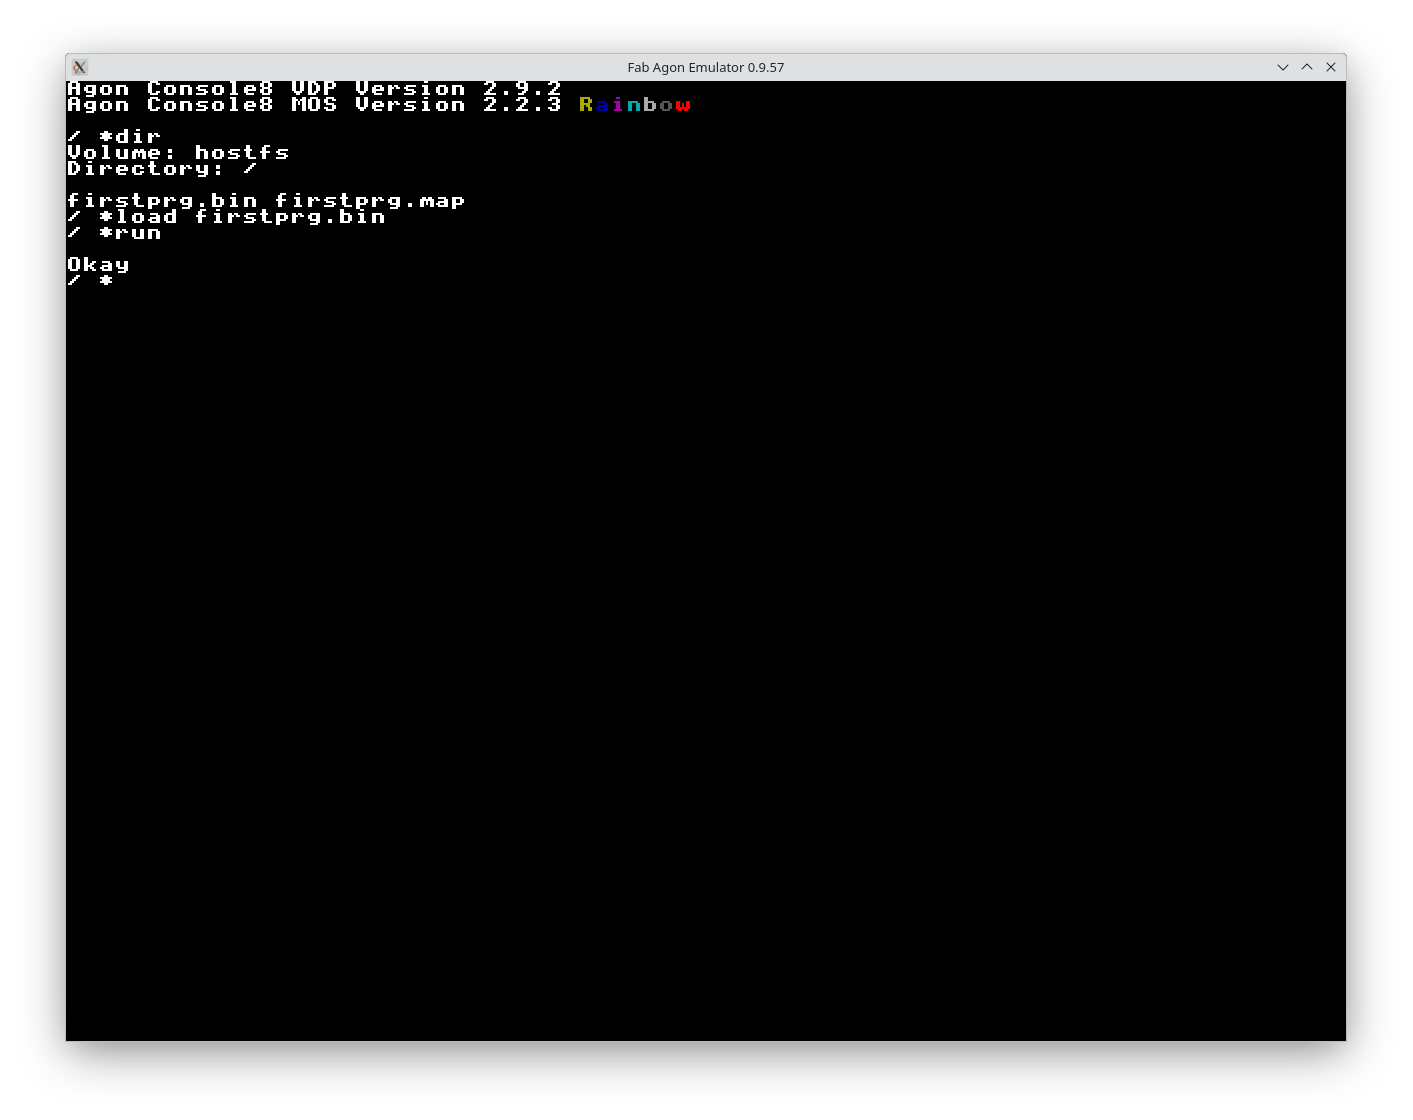 Fab Agon Emulator 0.9.57
Agon Console8 VDP Version 2.9.2
Agon Console8 MOS Version 2.2.3 Rainbow
/ *dir
Volume: hostfs
Directory: /
firstprg.bin firstprg.map
/ *load firstprg.bin
/ *run
Okay
/ *